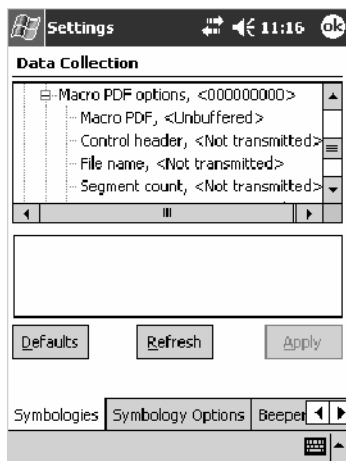 Settings 11:16 ok
Data Collection
Macro PDF options, <000000000>
Macro PDF, <Unbuffered>
Control header, <Not transmitted>
File name, <Not transmitted>
Segment count, <Not transmitted>
Defaults Refresh Apply
Symbologies Symbology Options Beeper